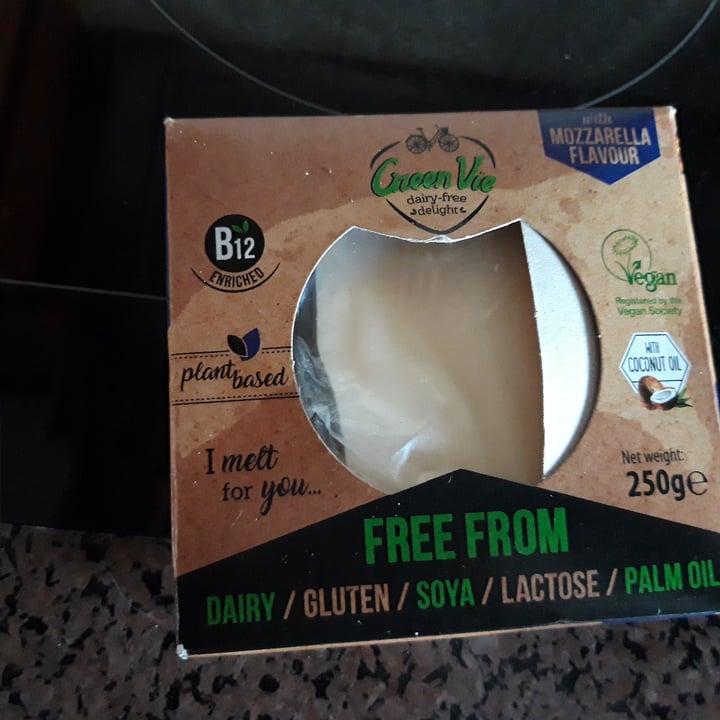 with
MOZZARELLA
FLAVOUR
Green Vie
dairy-free
delight
B12
ENRICHED
Vegan
Registered by the
Vegan Society
plant based
WITH
COCONUT OIL
I melt
for you...
Net weight:
250g℮
FREE FROM
DAIRY / GLUTEN / SOYA / LACTOSE / PALM OIL